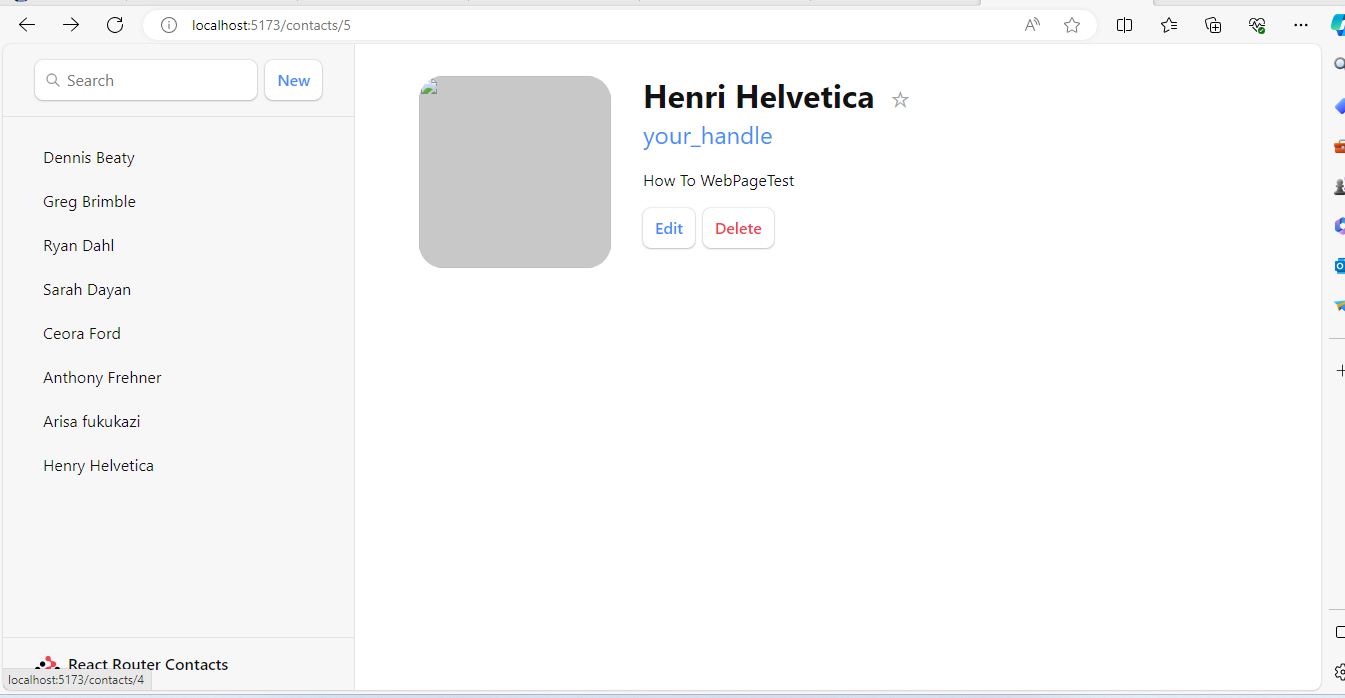 localhost:5173/contacts/5
Search
New
Dennis Beaty
Greg Brimble
Ryan Dahl
Sarah Dayan
Ceora Ford
Anthony Frehner
Arisa fukukazi
Henry Helvetica
React Router Contacts
localhost:5173/contacts/4
Henri Helvetica
your_handle
How To WebPageTest
Edit Delete